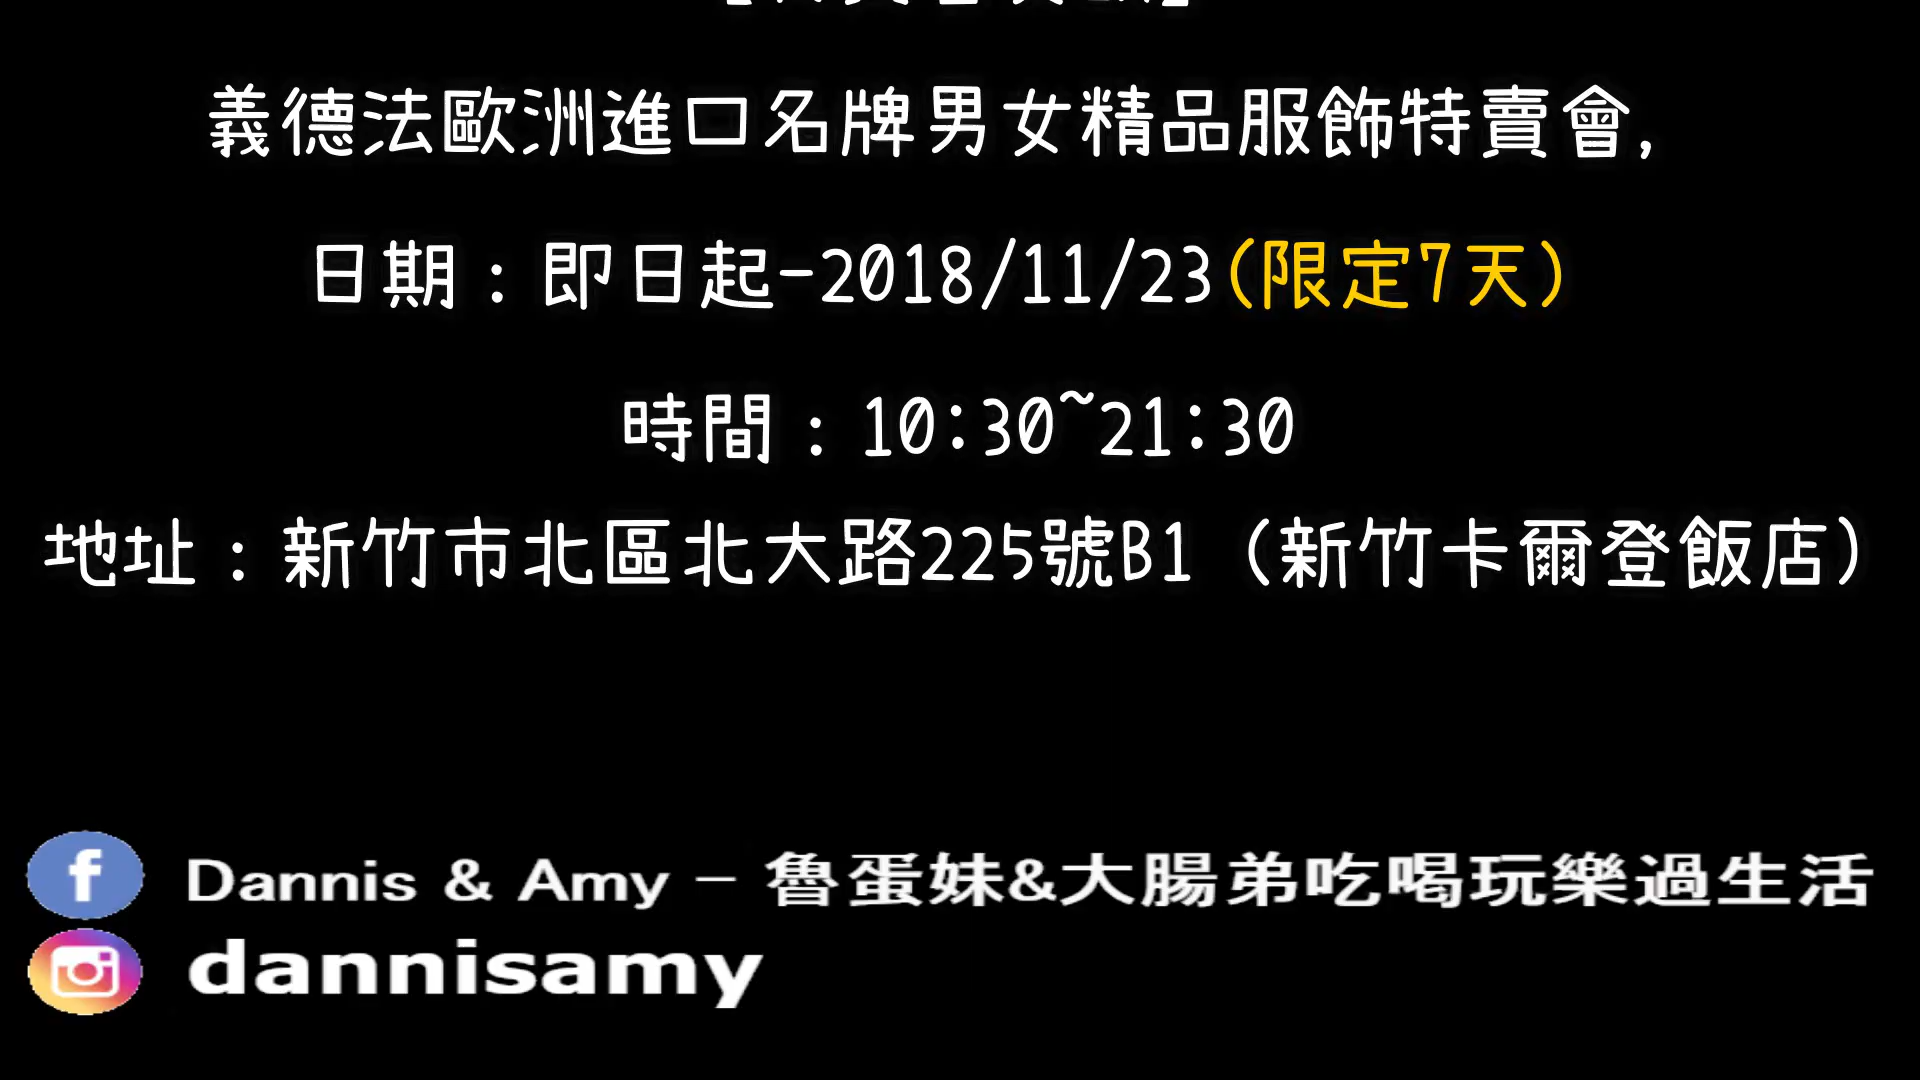 義德法歐洲進口名牌男女精品服飾特賣會,
日期：即日起-2018/11/23(限定7天)
時間：10:30~21:30
地址：新竹市北區北大路225號B1 (新竹卡爾登飯店)
Dannis & Amy - 魯蛋妹&大腸弟吃喝玩樂過生活
dannisamy